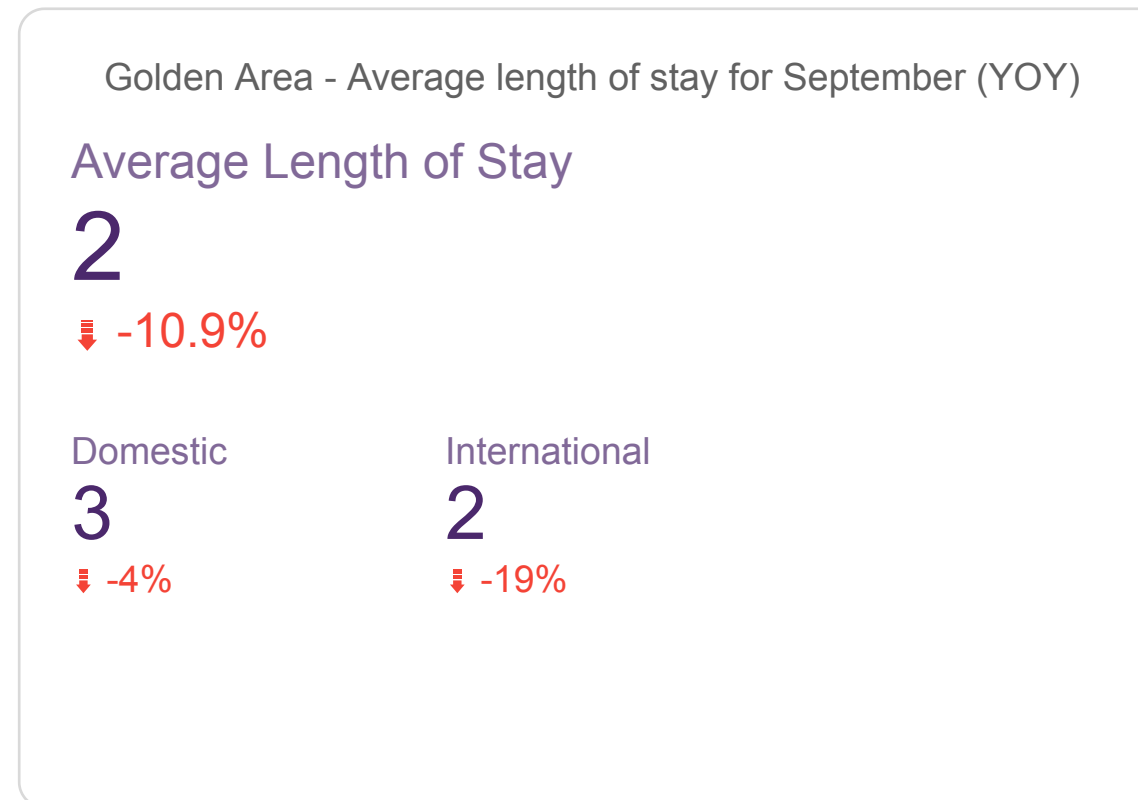 Golden Area - Average length of stay for September (YOY)
Average Length of Stay
2
-10.9%
Domestic
International
3
2
-4%
-19%